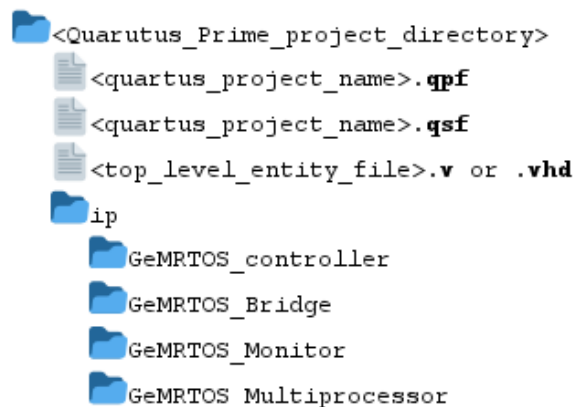 <Quarutus_Prime_project_directory>
<quartus_project_name>.qpf
<quartus_project_name>.qsf
<top_level_entity_file>.v or .vhd
ip
GeMRTOS_controller
GeMRTOS_Bridge
GeMRTOS_Monitor
GeMRTOS_Multiprocessor